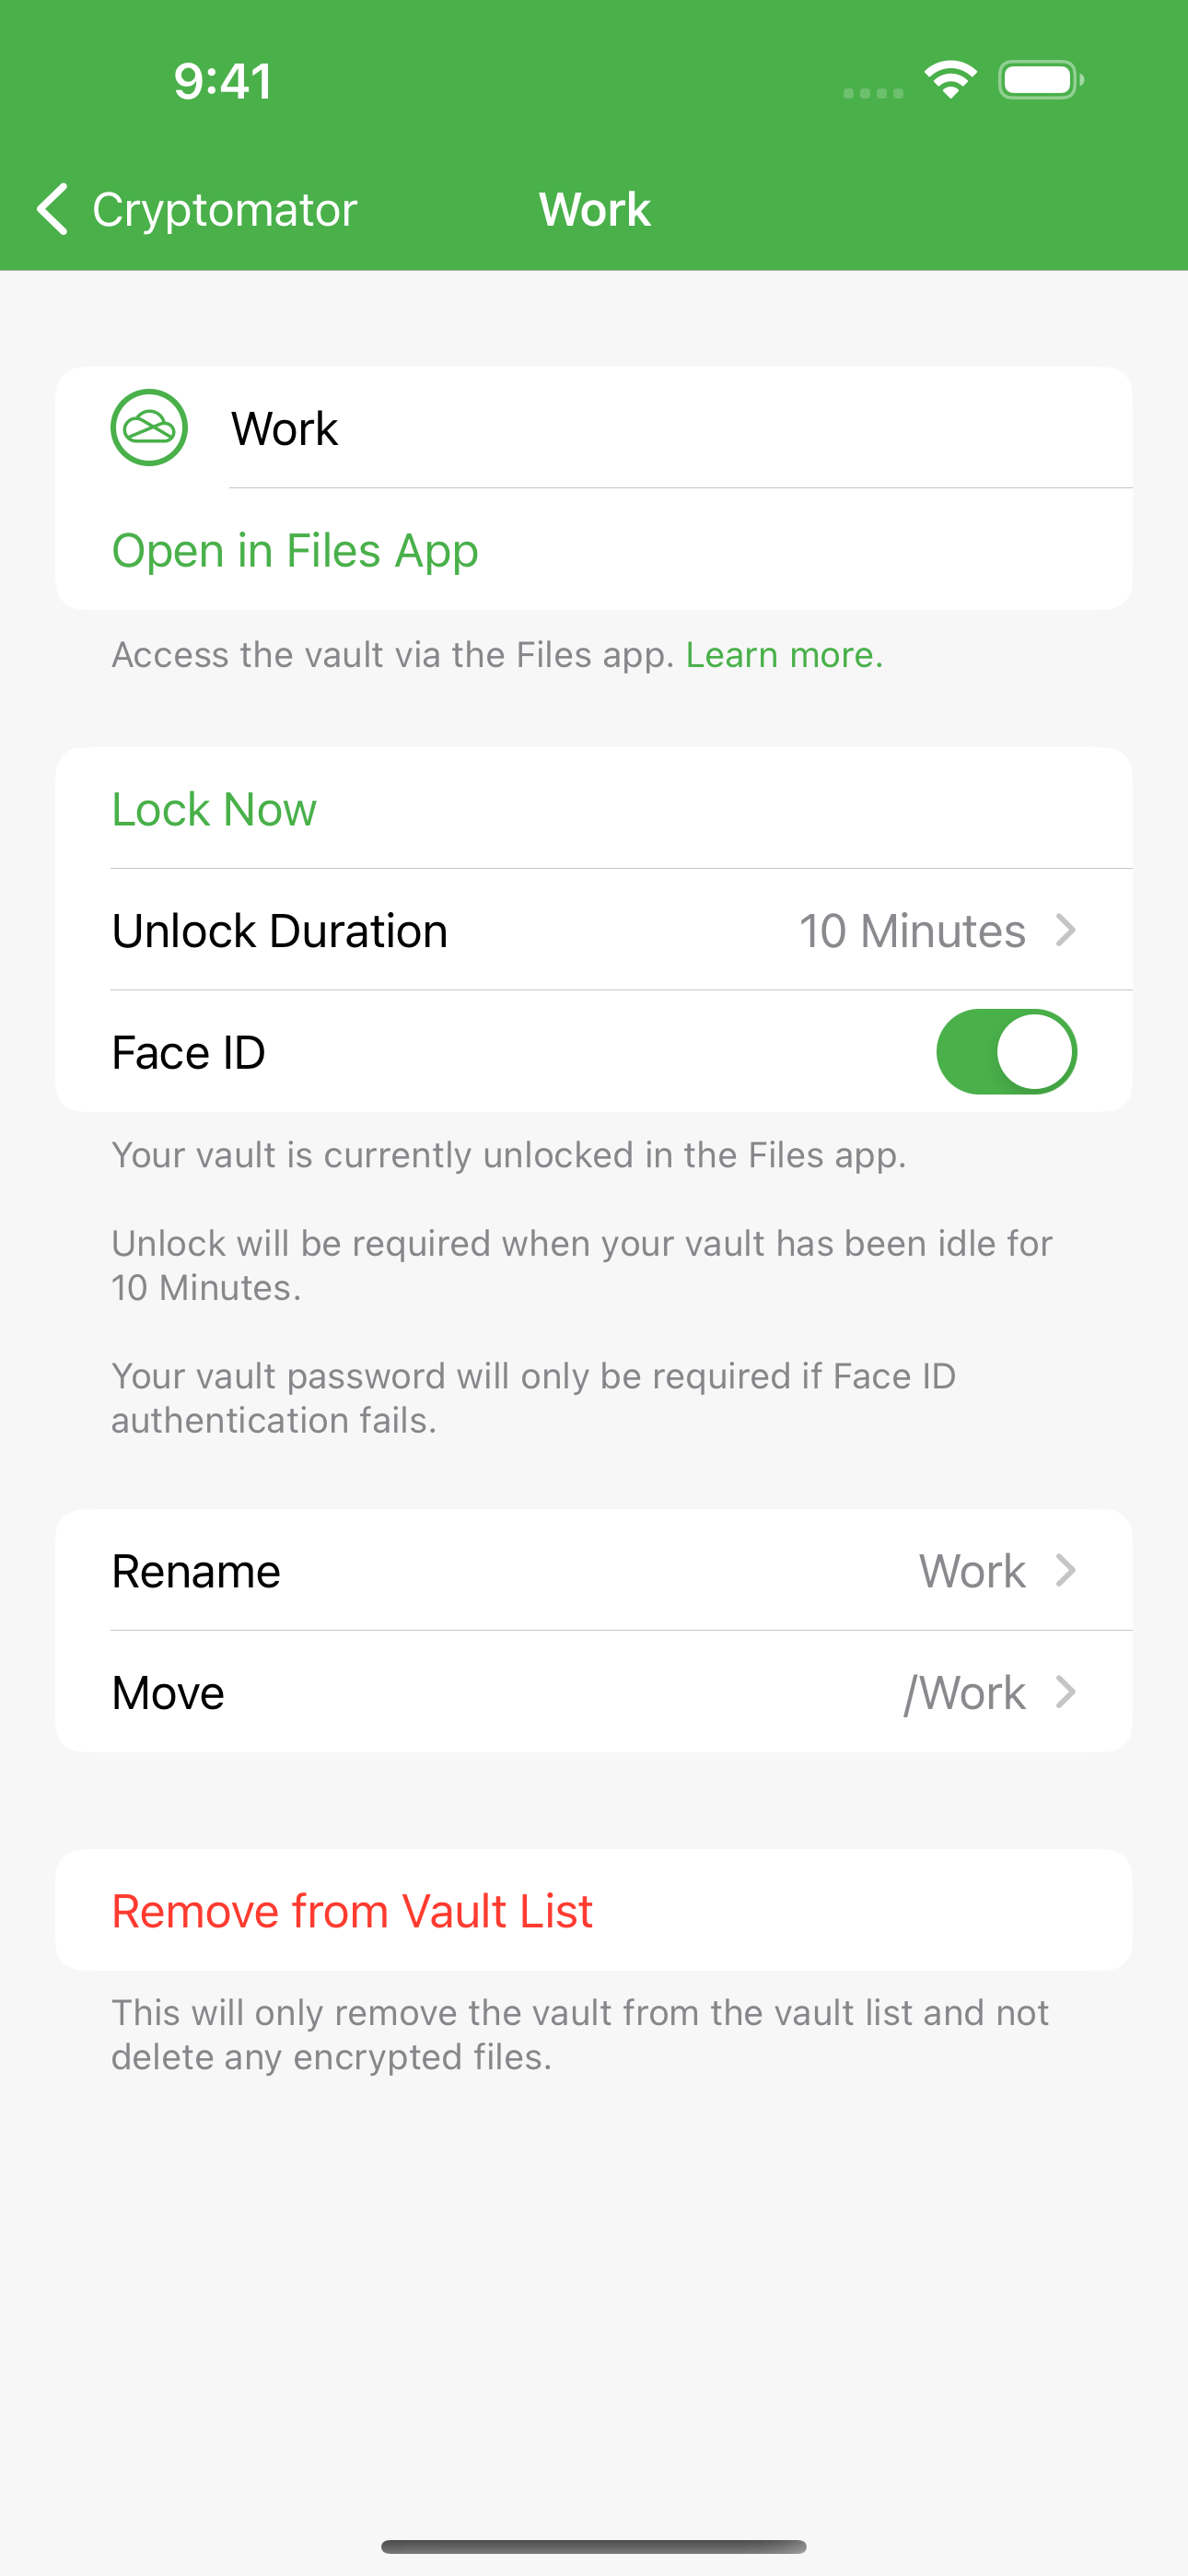 9:41
Cryptomator
Work
Work
Open in Files App
Access the vault via the Files app. Learn more.
Lock Now
Unlock Duration 10 Minutes
Face ID
Your vault is currently unlocked in the Files app.
Unlock will be required when your vault has been idle for
10 Minutes.
Your vault password will only be required if Face ID
authentication fails.
Rename Work
Move /Work
Remove from Vault List
This will only remove the vault from the vault list and not
delete any encrypted files.